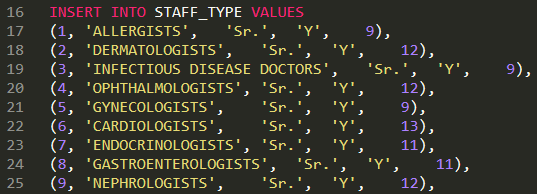 16 INSERT INTO STAFF_TYPE VALUES
17 (1, 'ALLERGISTS', 'Sr.', 'Y', 9),
18 (2, 'DERMATOLOGISTS', 'Sr.', 'Y', 12),
19 (3, 'INFECTIOUS DISEASE DOCTORS', 'Sr.', 'Y', 9),
20 (4, 'OPHTHALMOLOGISTS', 'Sr.', 'Y', 12),
21 (5, 'GYNECOLOGISTS', 'Sr.', 'Y', 9),
22 (6, 'CARDIOLOGISTS', 'Sr.', 'Y', 13),
23 (7, 'ENDOCRINOLOGISTS', 'Sr.', 'Y', 11),
24 (8, 'GASTROENTEROLOGISTS', 'Sr.', 'Y', 11),
25 (9, 'NEPHROLOGISTS', 'Sr.', 'Y', 12),